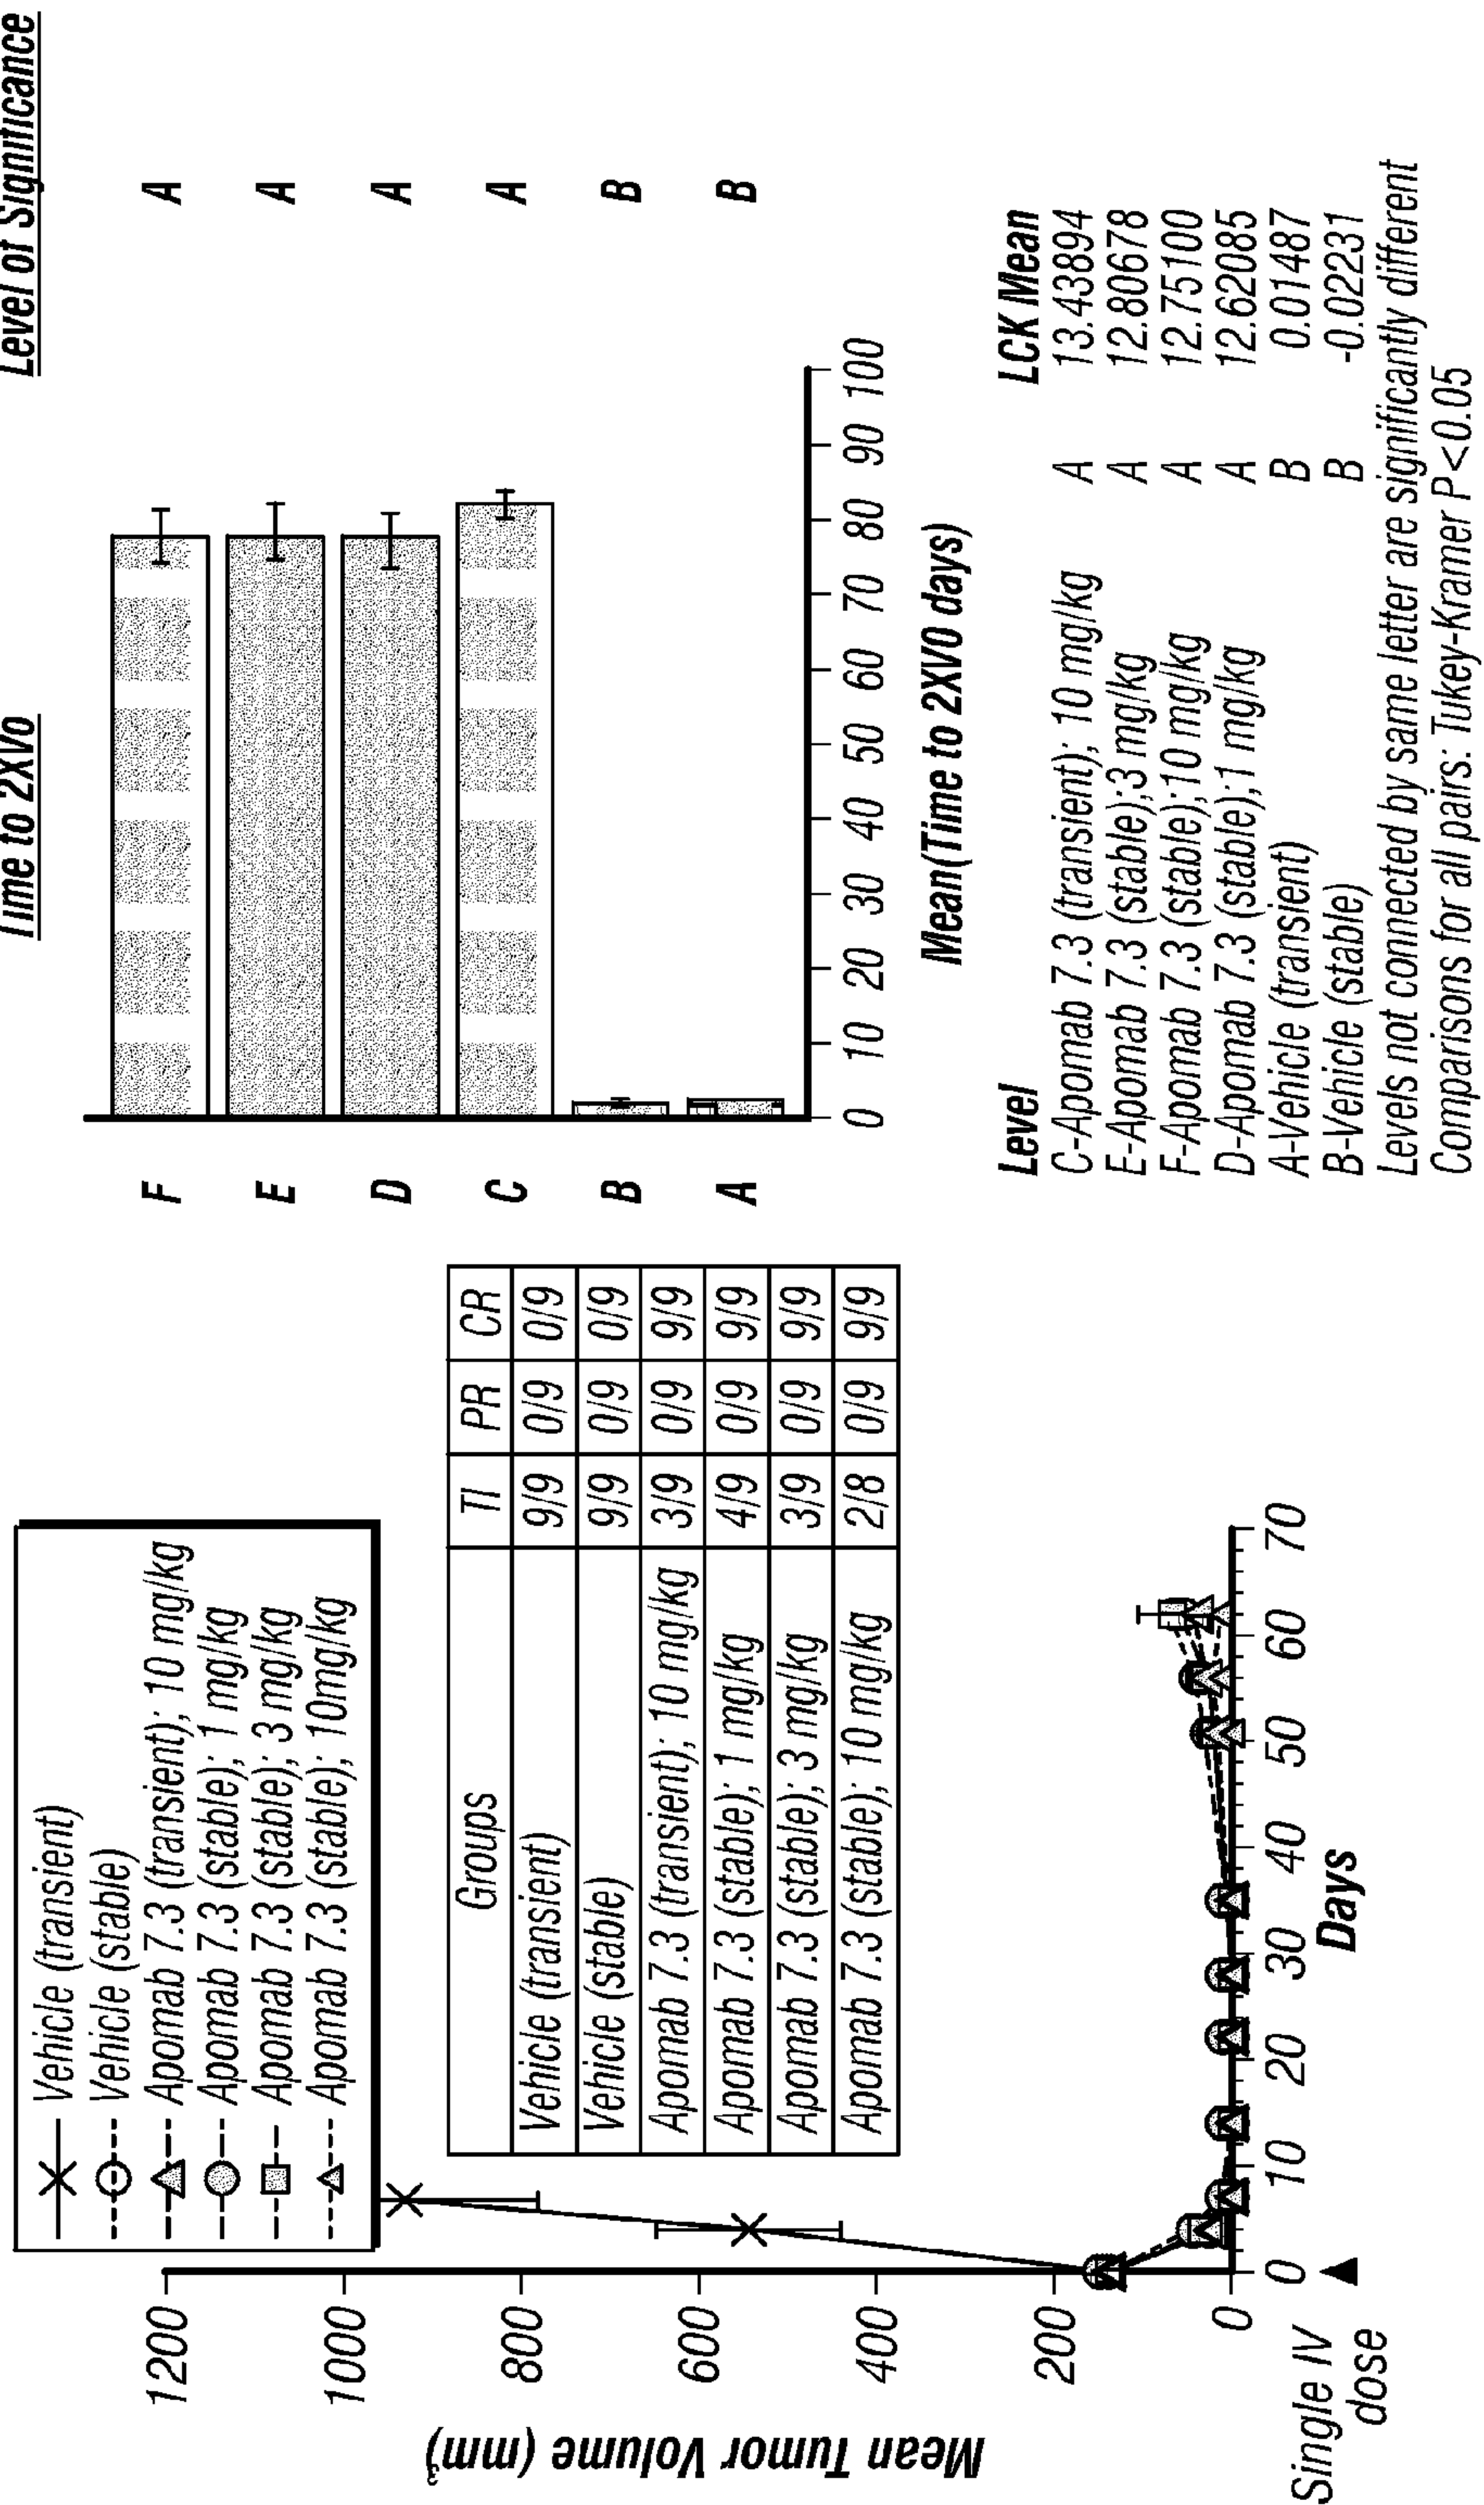 Mean Tumor Volume (mm³)
1200
1000
800
600
400
200
0
Vehicle (transient)
Vehicle (stable)
Apomab 7.3 (transient); 10 mg/kg
Apomab 7.3 (stable); 1 mg/kg
Apomab 7.3 (stable); 3 mg/kg
Apomab 7.3 (stable); 10mg/kg
Groups TI PR CR
Vehicle (transient) 9/9 0/9 0/9
Vehicle (stable) 9/9 0/9 0/9
Apomab 7.3 (transient); 10 mg/kg 3/9 0/9 9/9
Apomab 7.3 (stable); 1 mg/kg 4/9 0/9 9/9
Apomab 7.3 (stable); 3 mg/kg 3/9 0/9 9/9
Apomab 7.3 (stable); 10 mg/kg 2/8 0/9 9/9
0 10 20 30 40 50 60 70
Days
Single IV
dose
Time to 2XVo Level of Significance
F A
E A
D A
C A
B B
A B
0 10 20 30 40 50 60 70 80 90 100
Mean(Time to 2XV0 days)
Level LCK Mean
C-Apomab 7.3 (transient); 10 mg/kg A 13.43894
E-Apomab 7.3 (stable);3 mg/kg A 12.80678
F-Apomab 7.3 (stable);10 mg/kg A 12.75100
D-Apomab 7.3 (stable);1 mg/kg A 12.62085
A-Vehicle (transient) B 0.01487
B-Vehicle (stable) B -0.02231
Levels not connected by same letter are significantly different
Comparisons for all pairs: Tukey-Kramer P<0.05